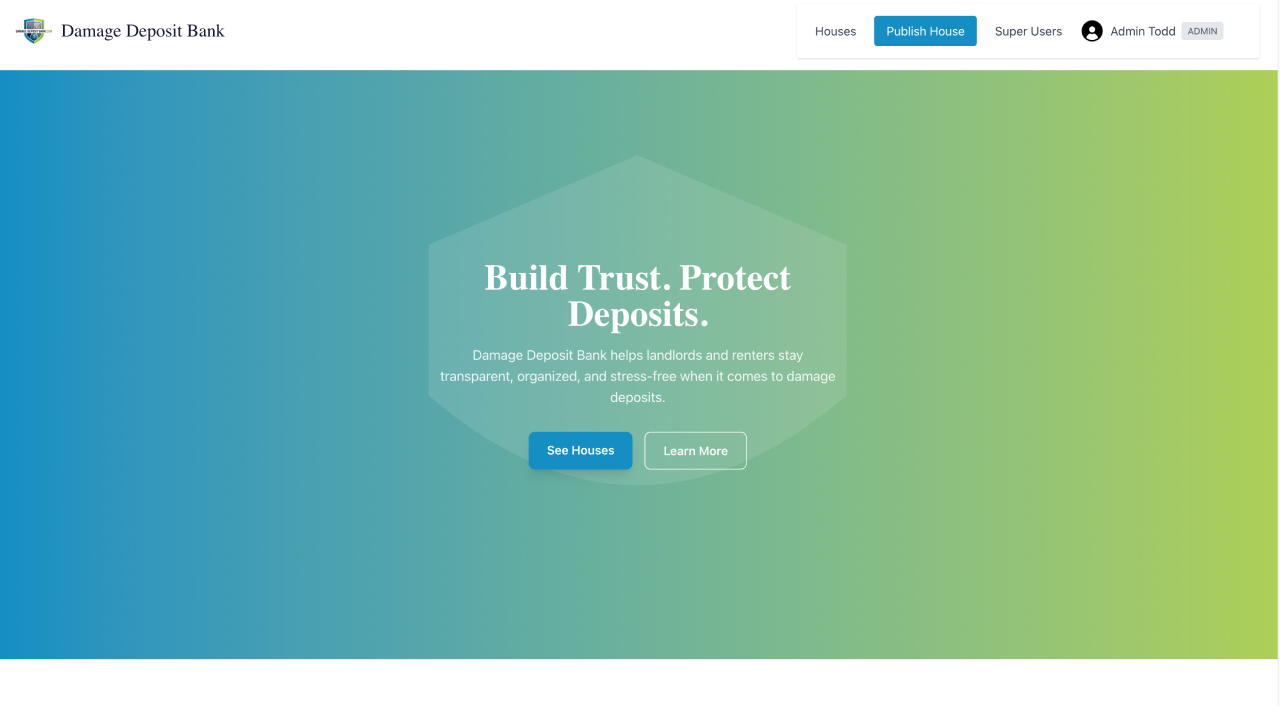 Damage Deposit Bank
Houses
Publish House
Super Users
Admin Todd
ADMIN
Build Trust. Protect
Deposits.
Damage Deposit Bank helps landlords and renters stay
transparent, organized, and stress-free when it comes to damage
deposits.
See Houses
Learn More